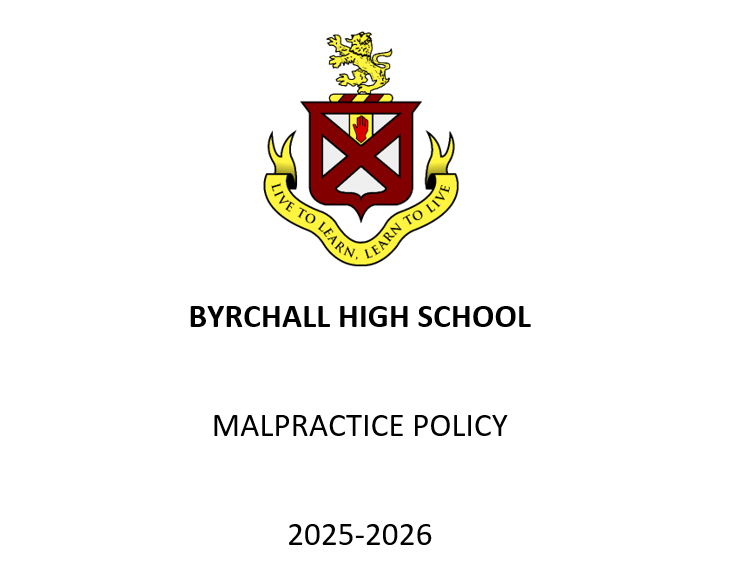 LIVE TO LEARN, LEARN TO LIVE
BYRCHALL HIGH SCHOOL
MALPRACTICE POLICY
2025-2026